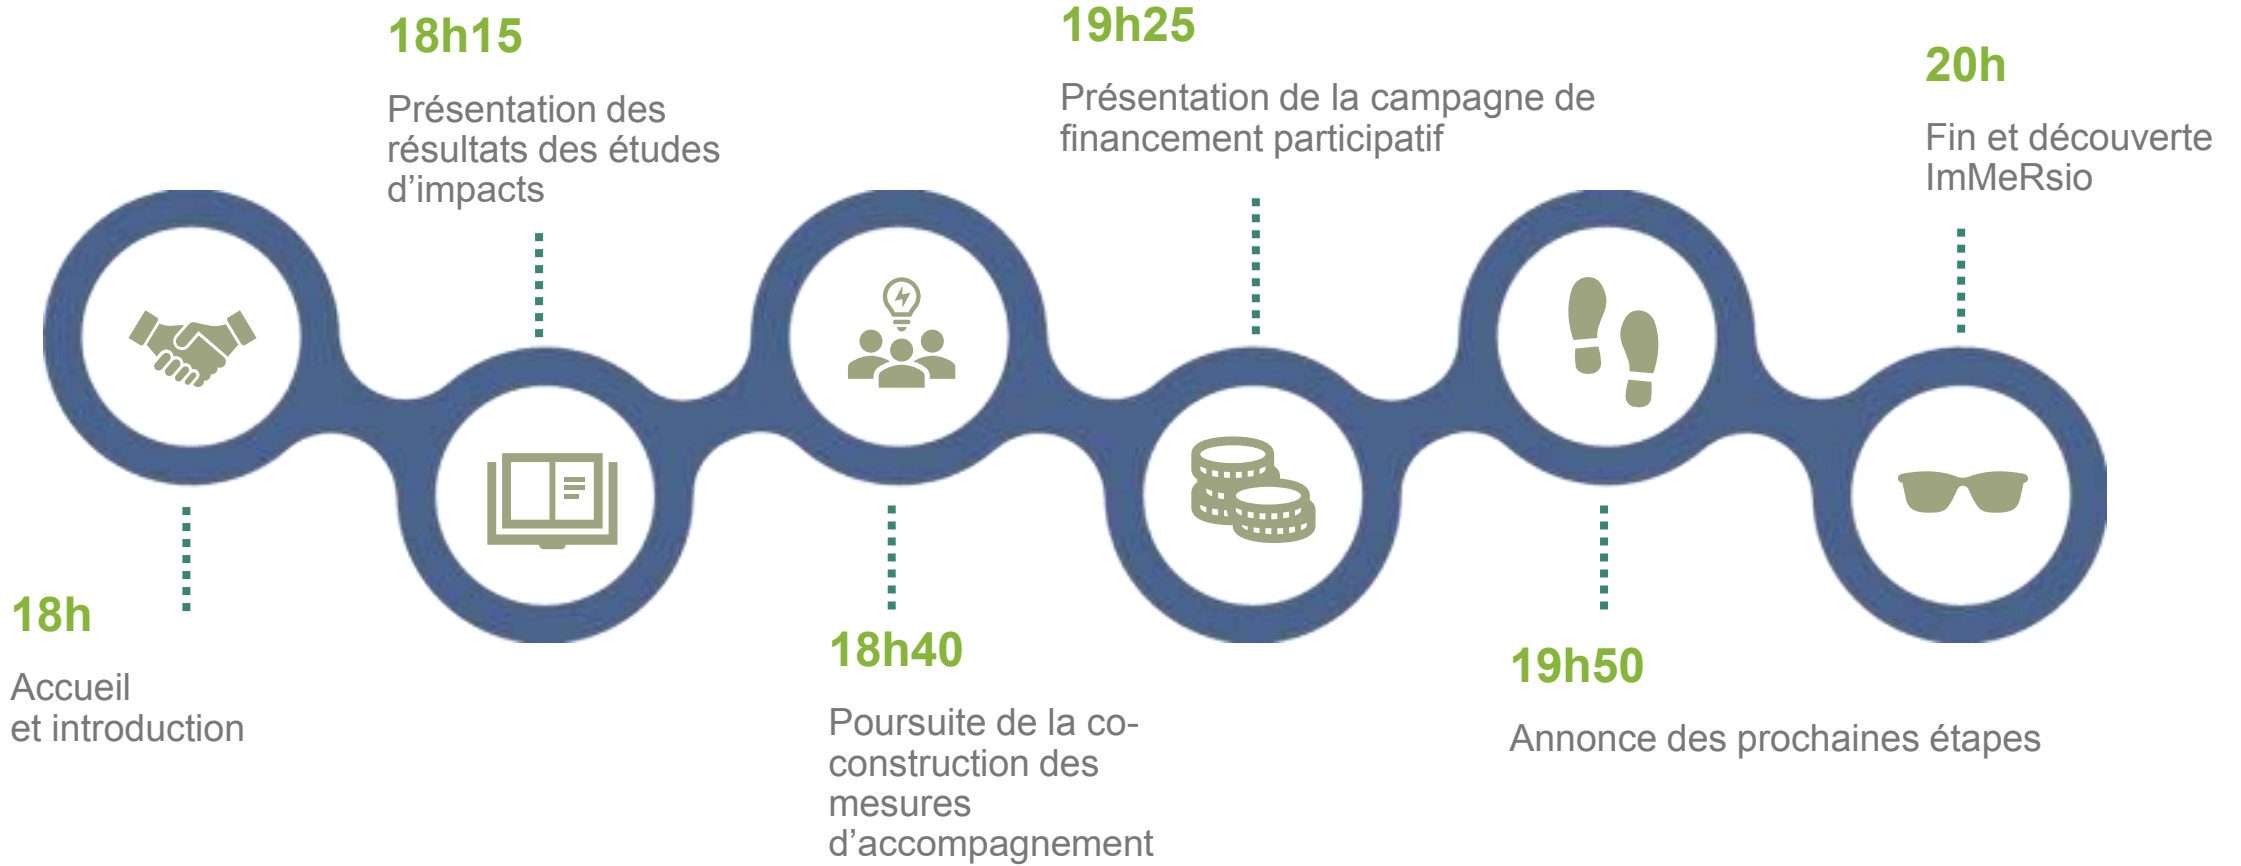 18h
Accueil
et introduction
18h15
Présentation des
résultats des études
d’impacts
18h40
Poursuite de la co-
construction des
mesures
d’accompagnement
19h25
Présentation de la campagne de
financement participatif
19h50
Annonce des prochaines étapes
20h
Fin et découverte
ImMeRsio